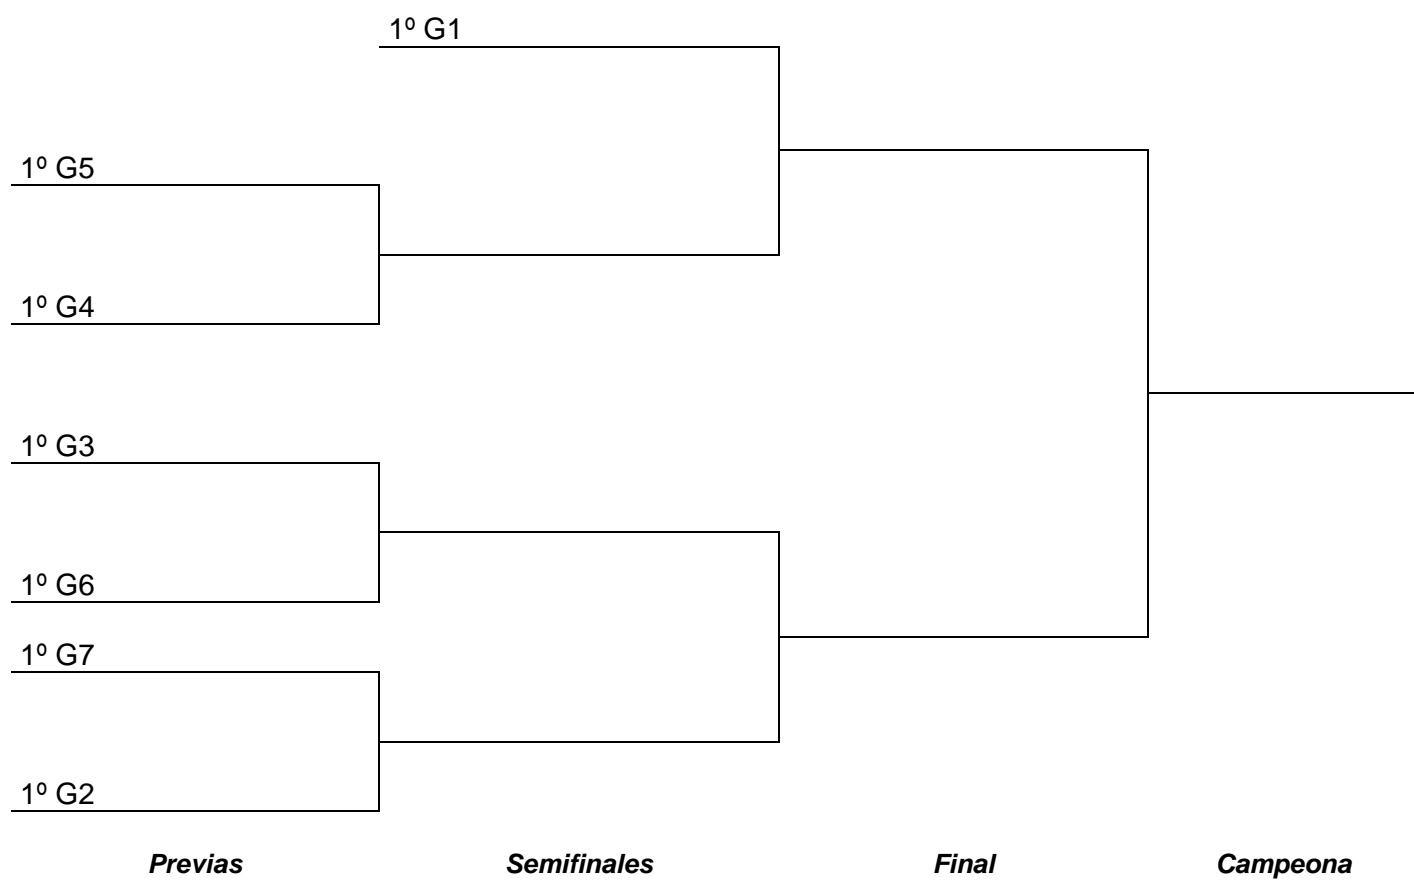 1º G1
1º G5
1º G4
1º G3
1º G6
1º G7
1º G2
Previas Semifinales Final Campeona